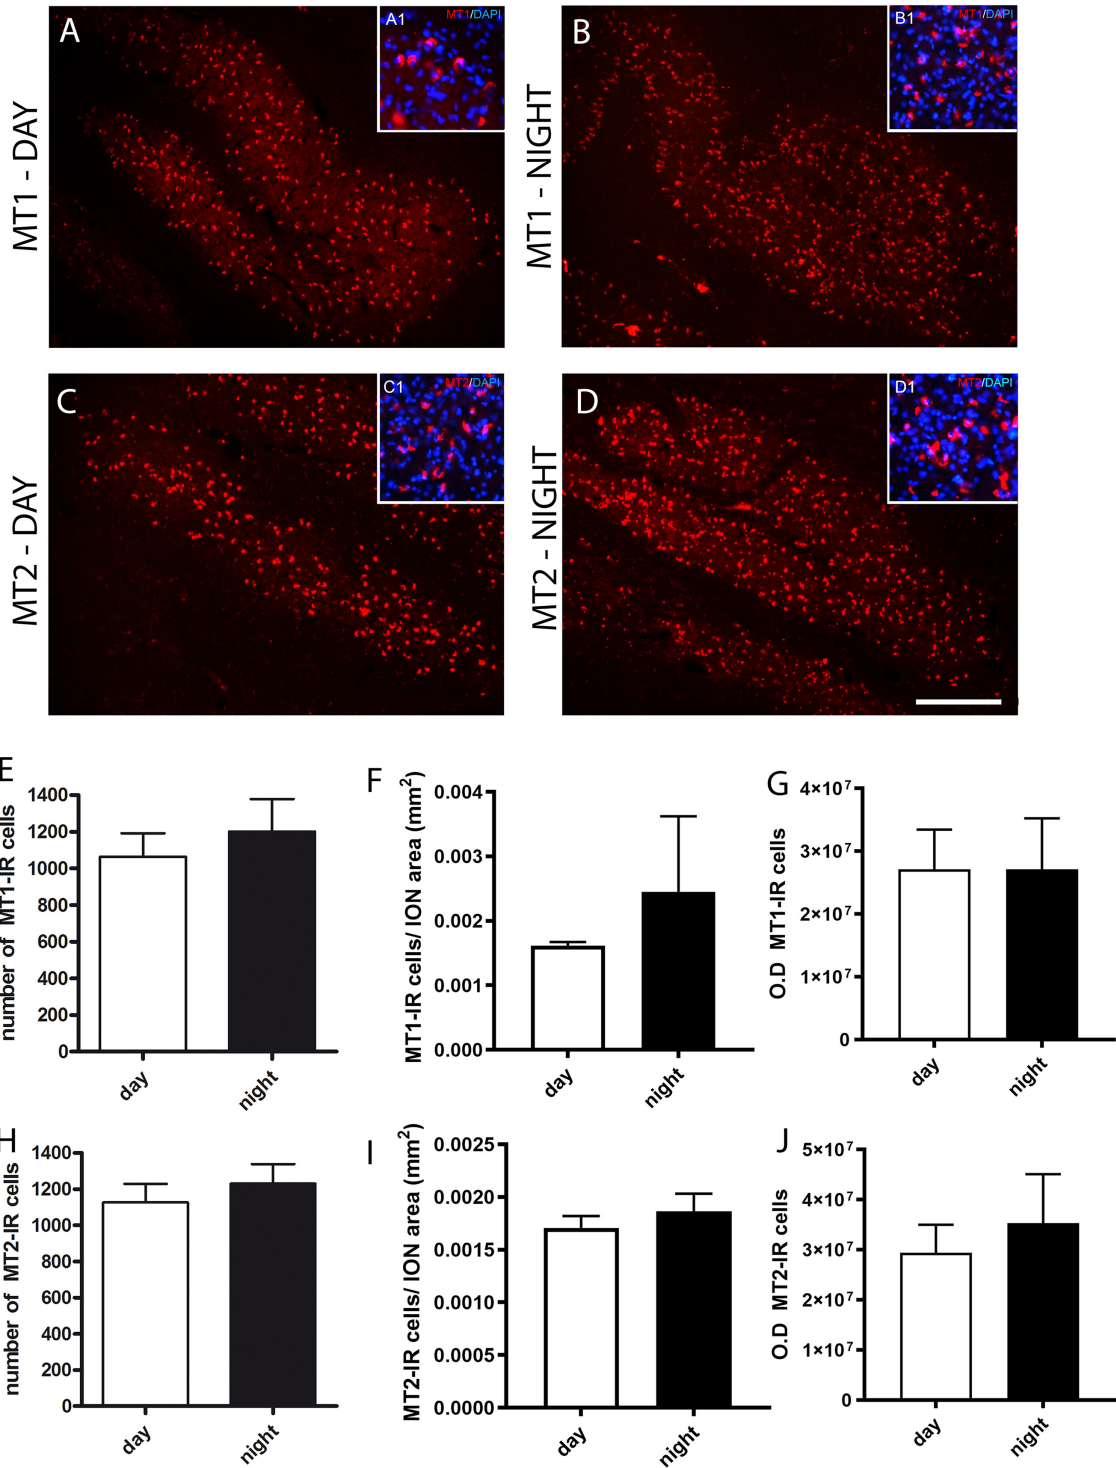 A
A1
MT1/DAPI
MT1 - DAY
B
B1
MT1/DAPI
MT1 - NIGHT
C
C1
MT2/DAPI
MT2 - DAY
D
D1
MT2/DAPI
MT2 - NIGHT
E
number of MT1-IR cells
1400
1200
1000
800
600
400
200
0
day
night
F
MT1-IR cells/ ION area (mm²)
0.004
0.003
0.002
0.001
0.000
day
night
G
O.D MT1-IR cells
4×10⁷
3×10⁷
2×10⁷
1×10⁷
0
day
night
H
number of MT2-IR cells
1400
1200
1000
800
600
400
200
0
day
night
I
MT2-IR cells/ ION area (mm²)
0.0025
0.0020
0.0015
0.0010
0.0005
0.0000
day
night
J
O.D MT2-IR cells
5×10⁷
4×10⁷
3×10⁷
2×10⁷
1×10⁷
0
day
night